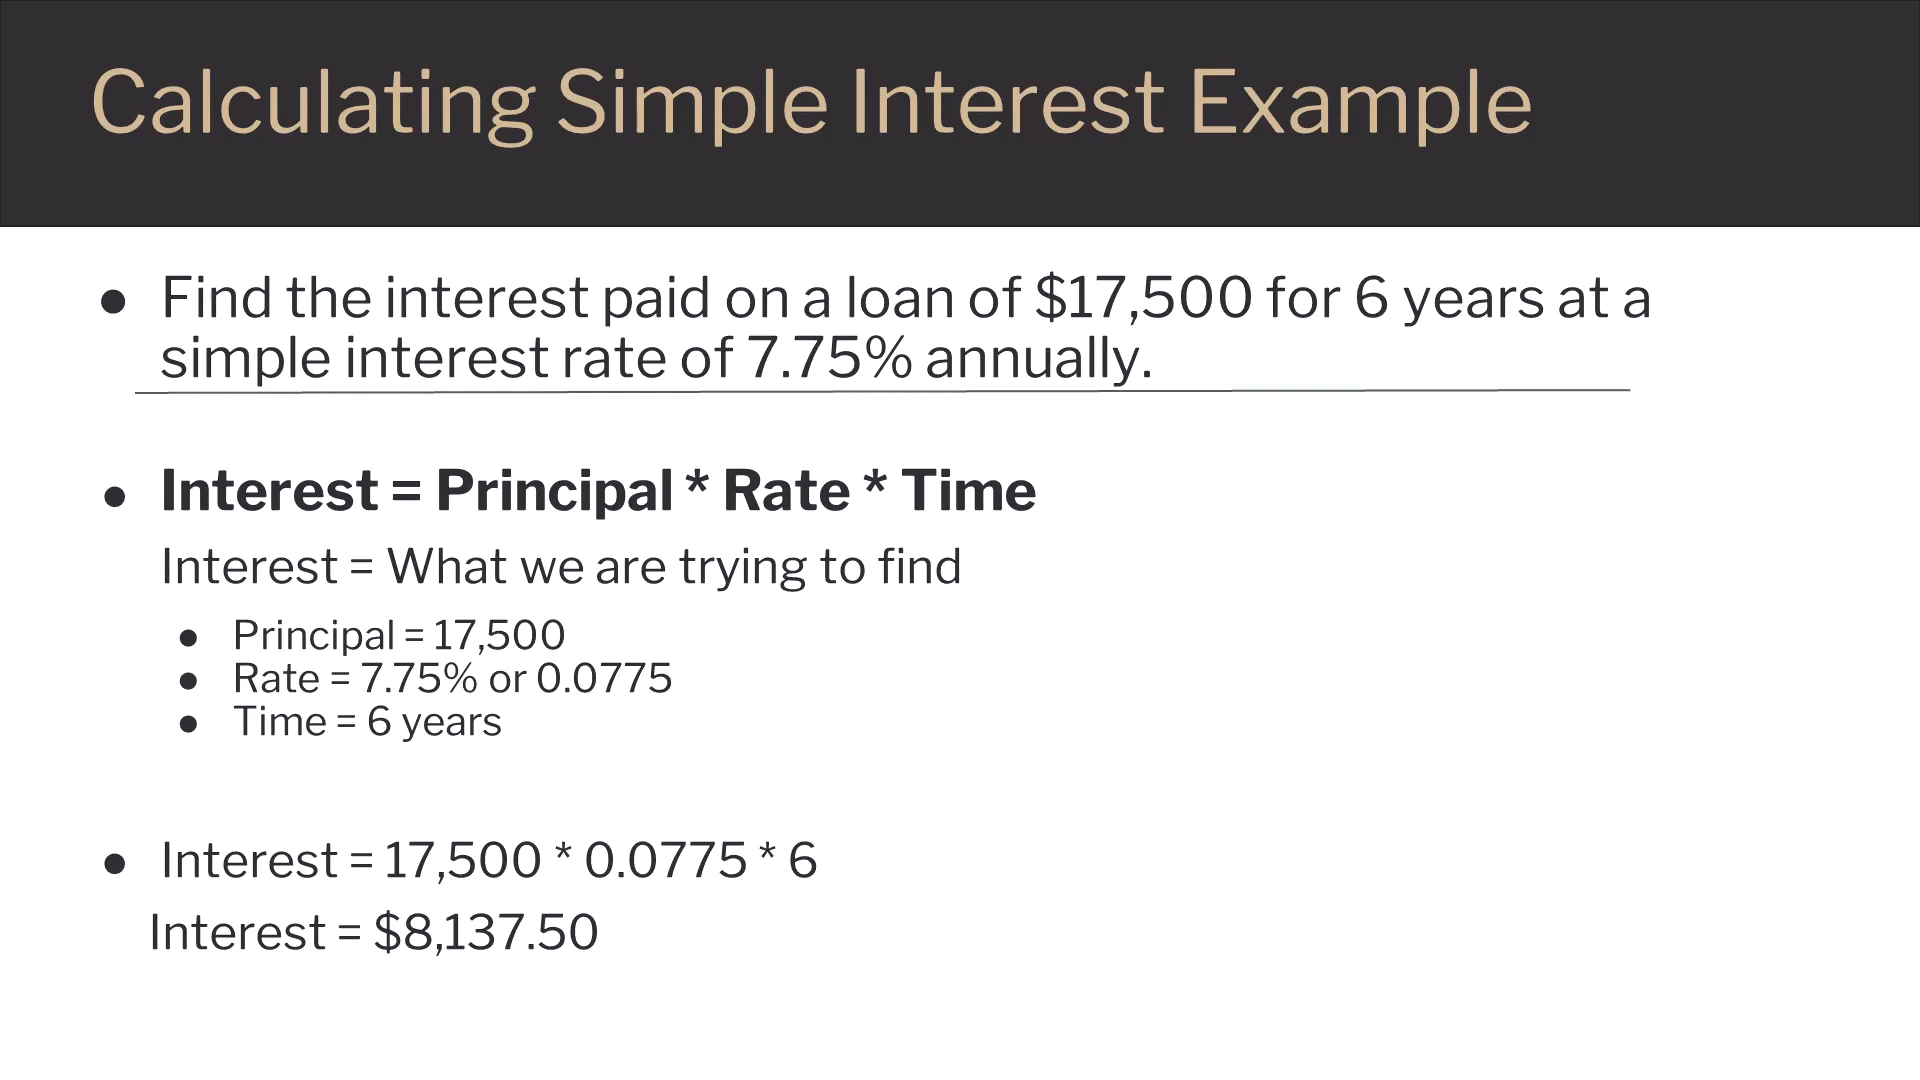 Calculating Simple Interest Example
● Find the interest paid on a loan of $17,500 for 6 years at a
simple interest rate of 7.75% annually.
● Interest = Principal * Rate * Time
Interest = What we are trying to find
● Principal = 17,500
● Rate = 7.75% or 0.0775
● Time = 6 years
● Interest = 17,500 * 0.0775 * 6
Interest = $8,137.50